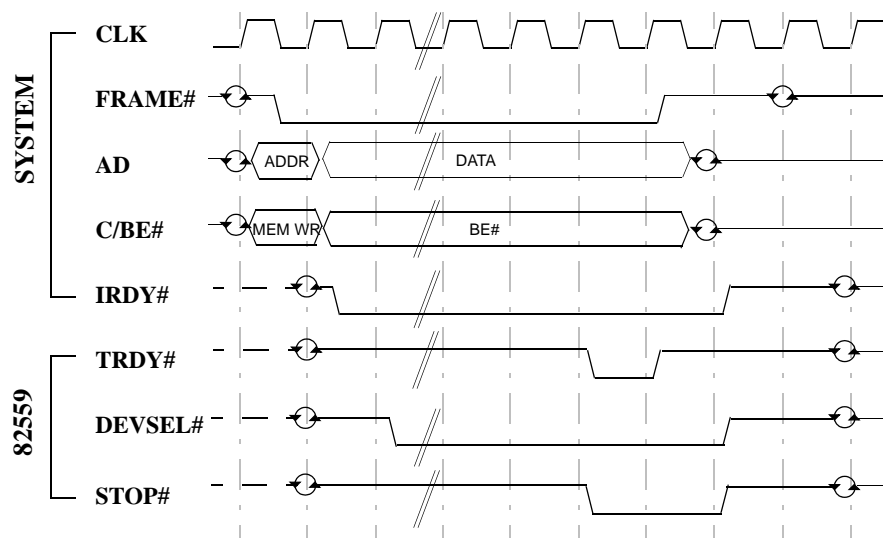 SYSTEM
CLK
FRAME#
AD
ADDR
DATA
C/BE#
MEM WR
BE#
IRDY#
82559
TRDY#
DEVSEL#
STOP#